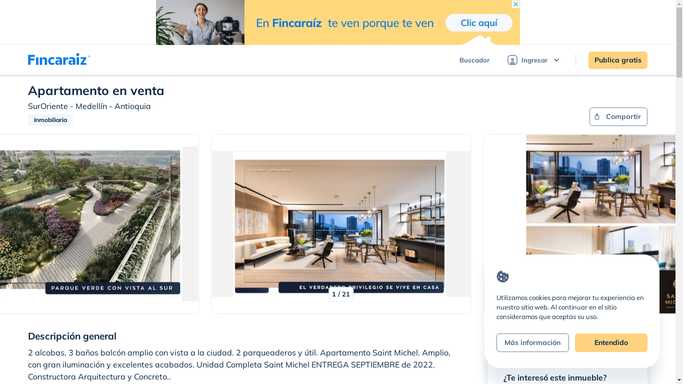 En Fincaraíz te ven porque te ven
Clic aquí
Fincaraiz
Buscador
Ingresar
Publica gratis
Apartamento en venta
SurOriente - Medellín - Antioquia
Inmobiliaria
Compartir
PARQUE VERDE CON VISTA AL SUR
EL VERDADERO PRIVILEGIO SE VIVE EN CASA
1 / 21
Utilizamos cookies para mejorar tu experiencia en
nuestro sitio web. Al continuar en el sitio
consideramos que aceptas su uso.
Más información
Entendido
Descripción general
2 alcobas, 3 baños balcón amplio con vista a la ciudad. 2 parqueaderos y útil. Apartamento Saint Michel. Amplio,
con gran iluminación y excelentes acabados. Unidad Completa Saint Michel ENTREGA SEPTIEMBRE de 2022.
Constructora Arquitectura y Concreto..
¿Te interesó este inmueble?